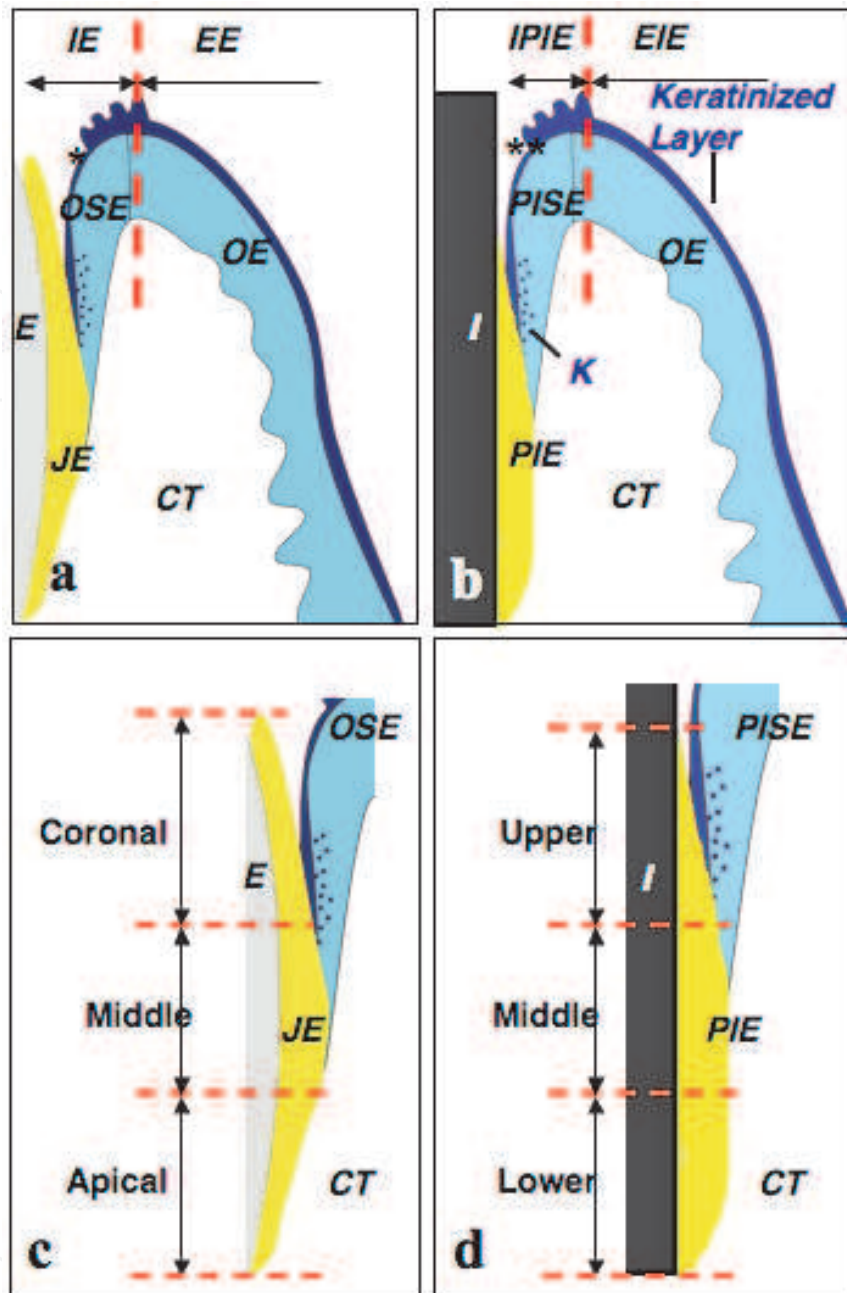 IE EE
*
OSE
OE
E
JE
CT
a
IPIE EIE
Keratinized
Layer
**
PISE
OE
I
K
PIE
CT
b
OSE
Coronal
E
Middle
JE
Apical
CT
c
PISE
Upper
I
Middle
PIE
Lower
CT
d